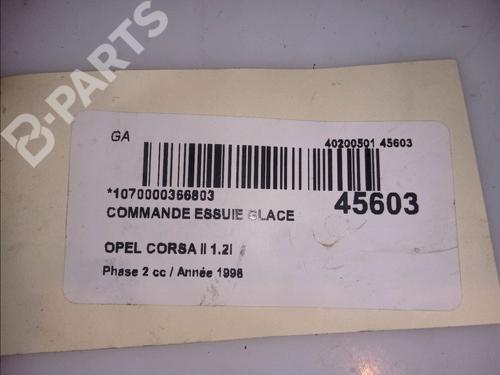 B-PARTS
GA
40200501 45603
*1070000366803
45603
COMMANDE ESSUIE GLACE
OPEL CORSA II 1.2I
Phase 2 cc / Année 1998